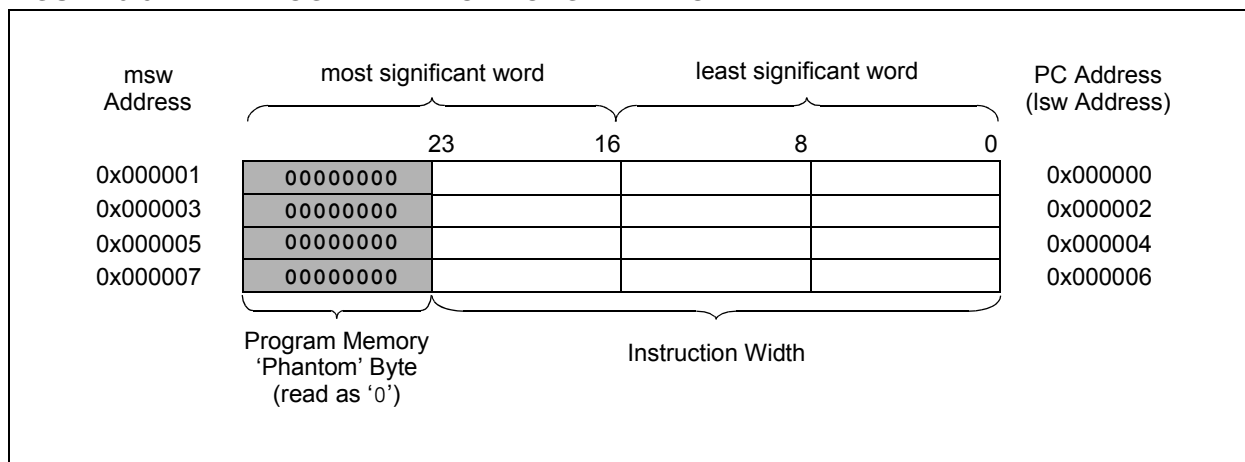 msw
Address
most significant word
least significant word
PC Address
(lsw Address)
23
16
8
0
0x000001
00000000
0x000000
0x000003
00000000
0x000002
0x000005
00000000
0x000004
0x000007
00000000
0x000006
Program Memory
‘Phantom’ Byte
(read as ‘0’)
Instruction Width